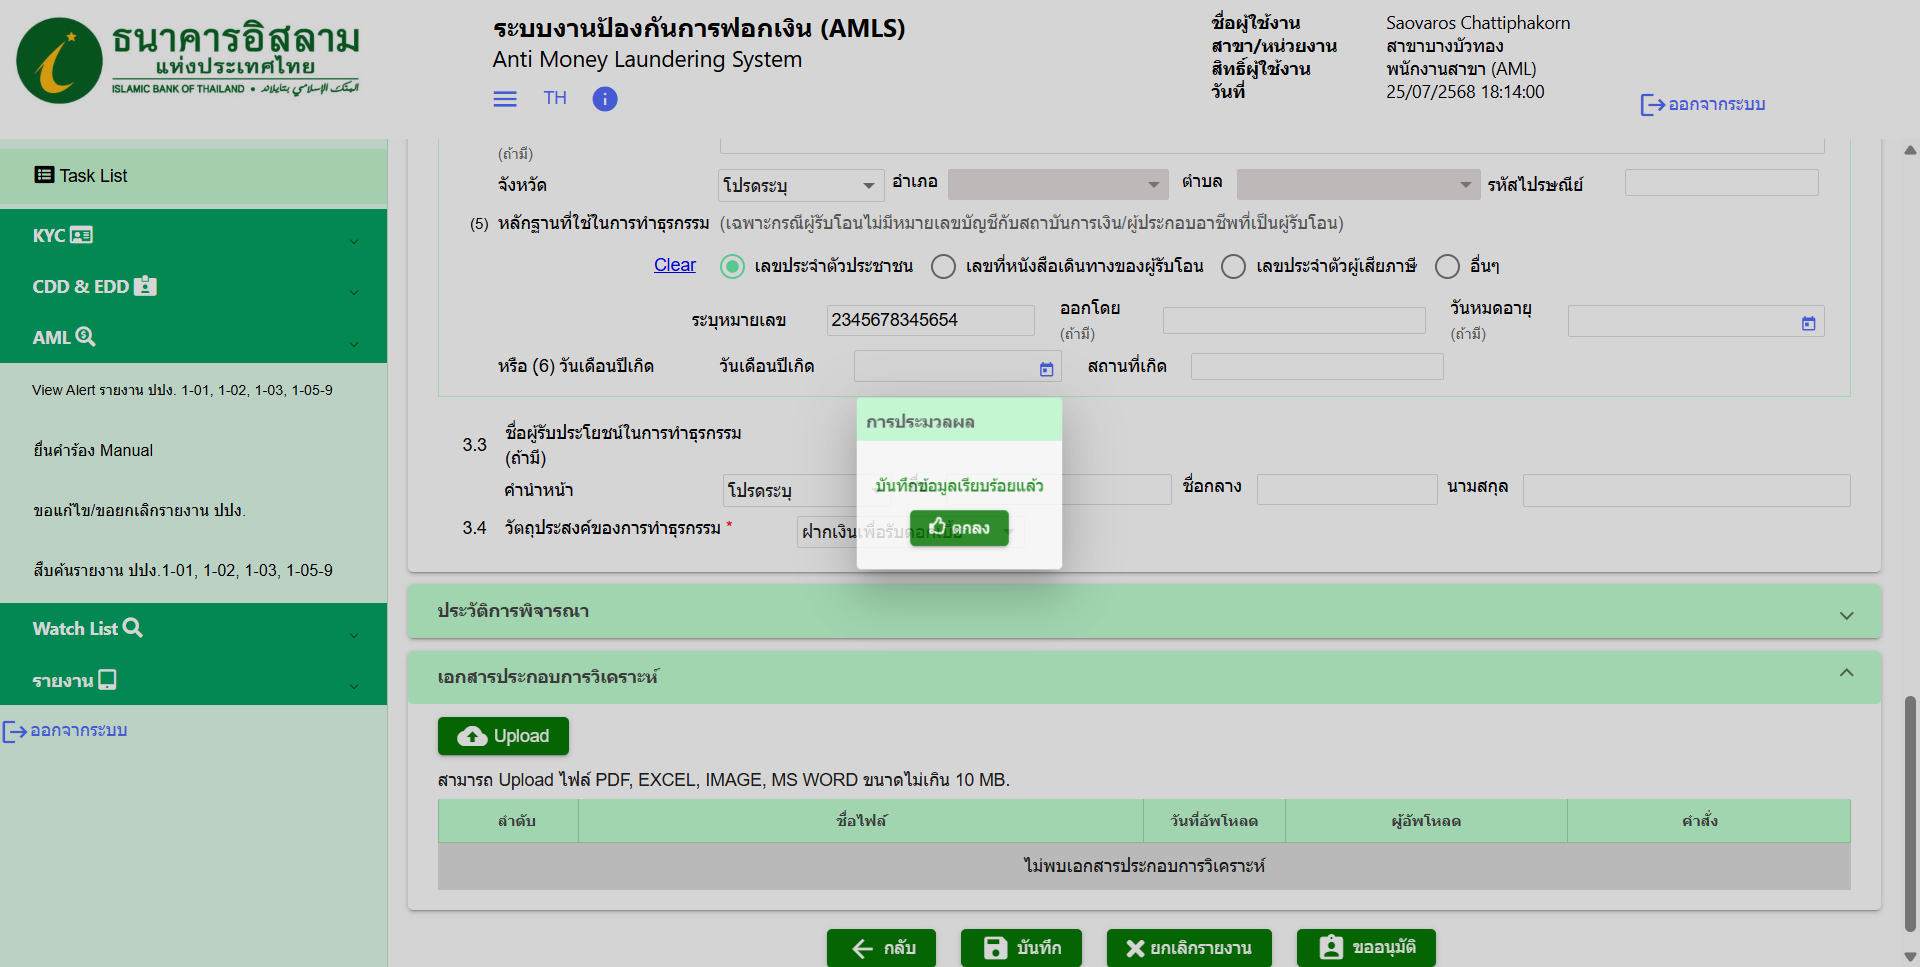 ธนาคารอิสลาม
แห่งประเทศไทย
ISLAMIC BANK OF THAILAND •
ระบบงานป้องกันการฟอกเงิน (AMLS)
Anti Money Laundering System
TH
ชื่อผู้ใช้งาน Saovaros Chattiphakorn
สาขา/หน่วยงาน สาขาบางบัวทอง
สิทธิ์ผู้ใช้งาน พนักงานสาขา (AML)
วันที่ 25/07/2568 18:14:00
ออกจากระบบ
Task List
KYC
CDD & EDD
AML
View Alert รายงาน ปปง. 1-01, 1-02, 1-03, 1-05-9
ยื่นคำร้อง Manual
ขอแก้ไข/ขอยกเลิกรายงาน ปปง.
สืบค้นรายงาน ปปง.1-01, 1-02, 1-03, 1-05-9
Watch List
รายงาน
ออกจากระบบ
(ถ้ามี)
จังหวัด โปรดระบุ อำเภอ ตำบล รหัสไปรษณีย์
(5) หลักฐานที่ใช้ในการทำธุรกรรม (เฉพาะกรณีผู้รับโอนไม่มีหมายเลขบัญชีกับสถาบันการเงิน/ผู้ประกอบอาชีพที่เป็นผู้รับโอน)
Clear เลขประจำตัวประชาชน เลขที่หนังสือเดินทางของผู้รับโอน เลขประจำตัวผู้เสียภาษี อื่นๆ
ระบุหมายเลข 2345678345654 ออกโดย (ถ้ามี) วันหมดอายุ (ถ้ามี)
หรือ (6) วันเดือนปีเกิด วันเดือนปีเกิด สถานที่เกิด
3.3 ชื่อผู้รับประโยชน์ในการทำธุรกรรม
(ถ้ามี)
คำนำหน้า โปรดระบุ ชื่อกลาง นามสกุล
3.4 วัตถุประสงค์ของการทำธุรกรรม * ฝากเงินเพื่อรับดอกเบี้ย
การประมวลผล
บันทึกข้อมูลเรียบร้อยแล้ว
ตกลง
ประวัติการพิจารณา
เอกสารประกอบการวิเคราะห์
Upload
สามารถ Upload ไฟล์ PDF, EXCEL, IMAGE, MS WORD ขนาดไม่เกิน 10 MB.
ลำดับ ชื่อไฟล์ วันที่อัพโหลด ผู้อัพโหลด คำสั่ง
ไม่พบเอกสารประกอบการวิเคราะห์
กลับ บันทึก ยกเลิกรายงาน ขออนุมัติ